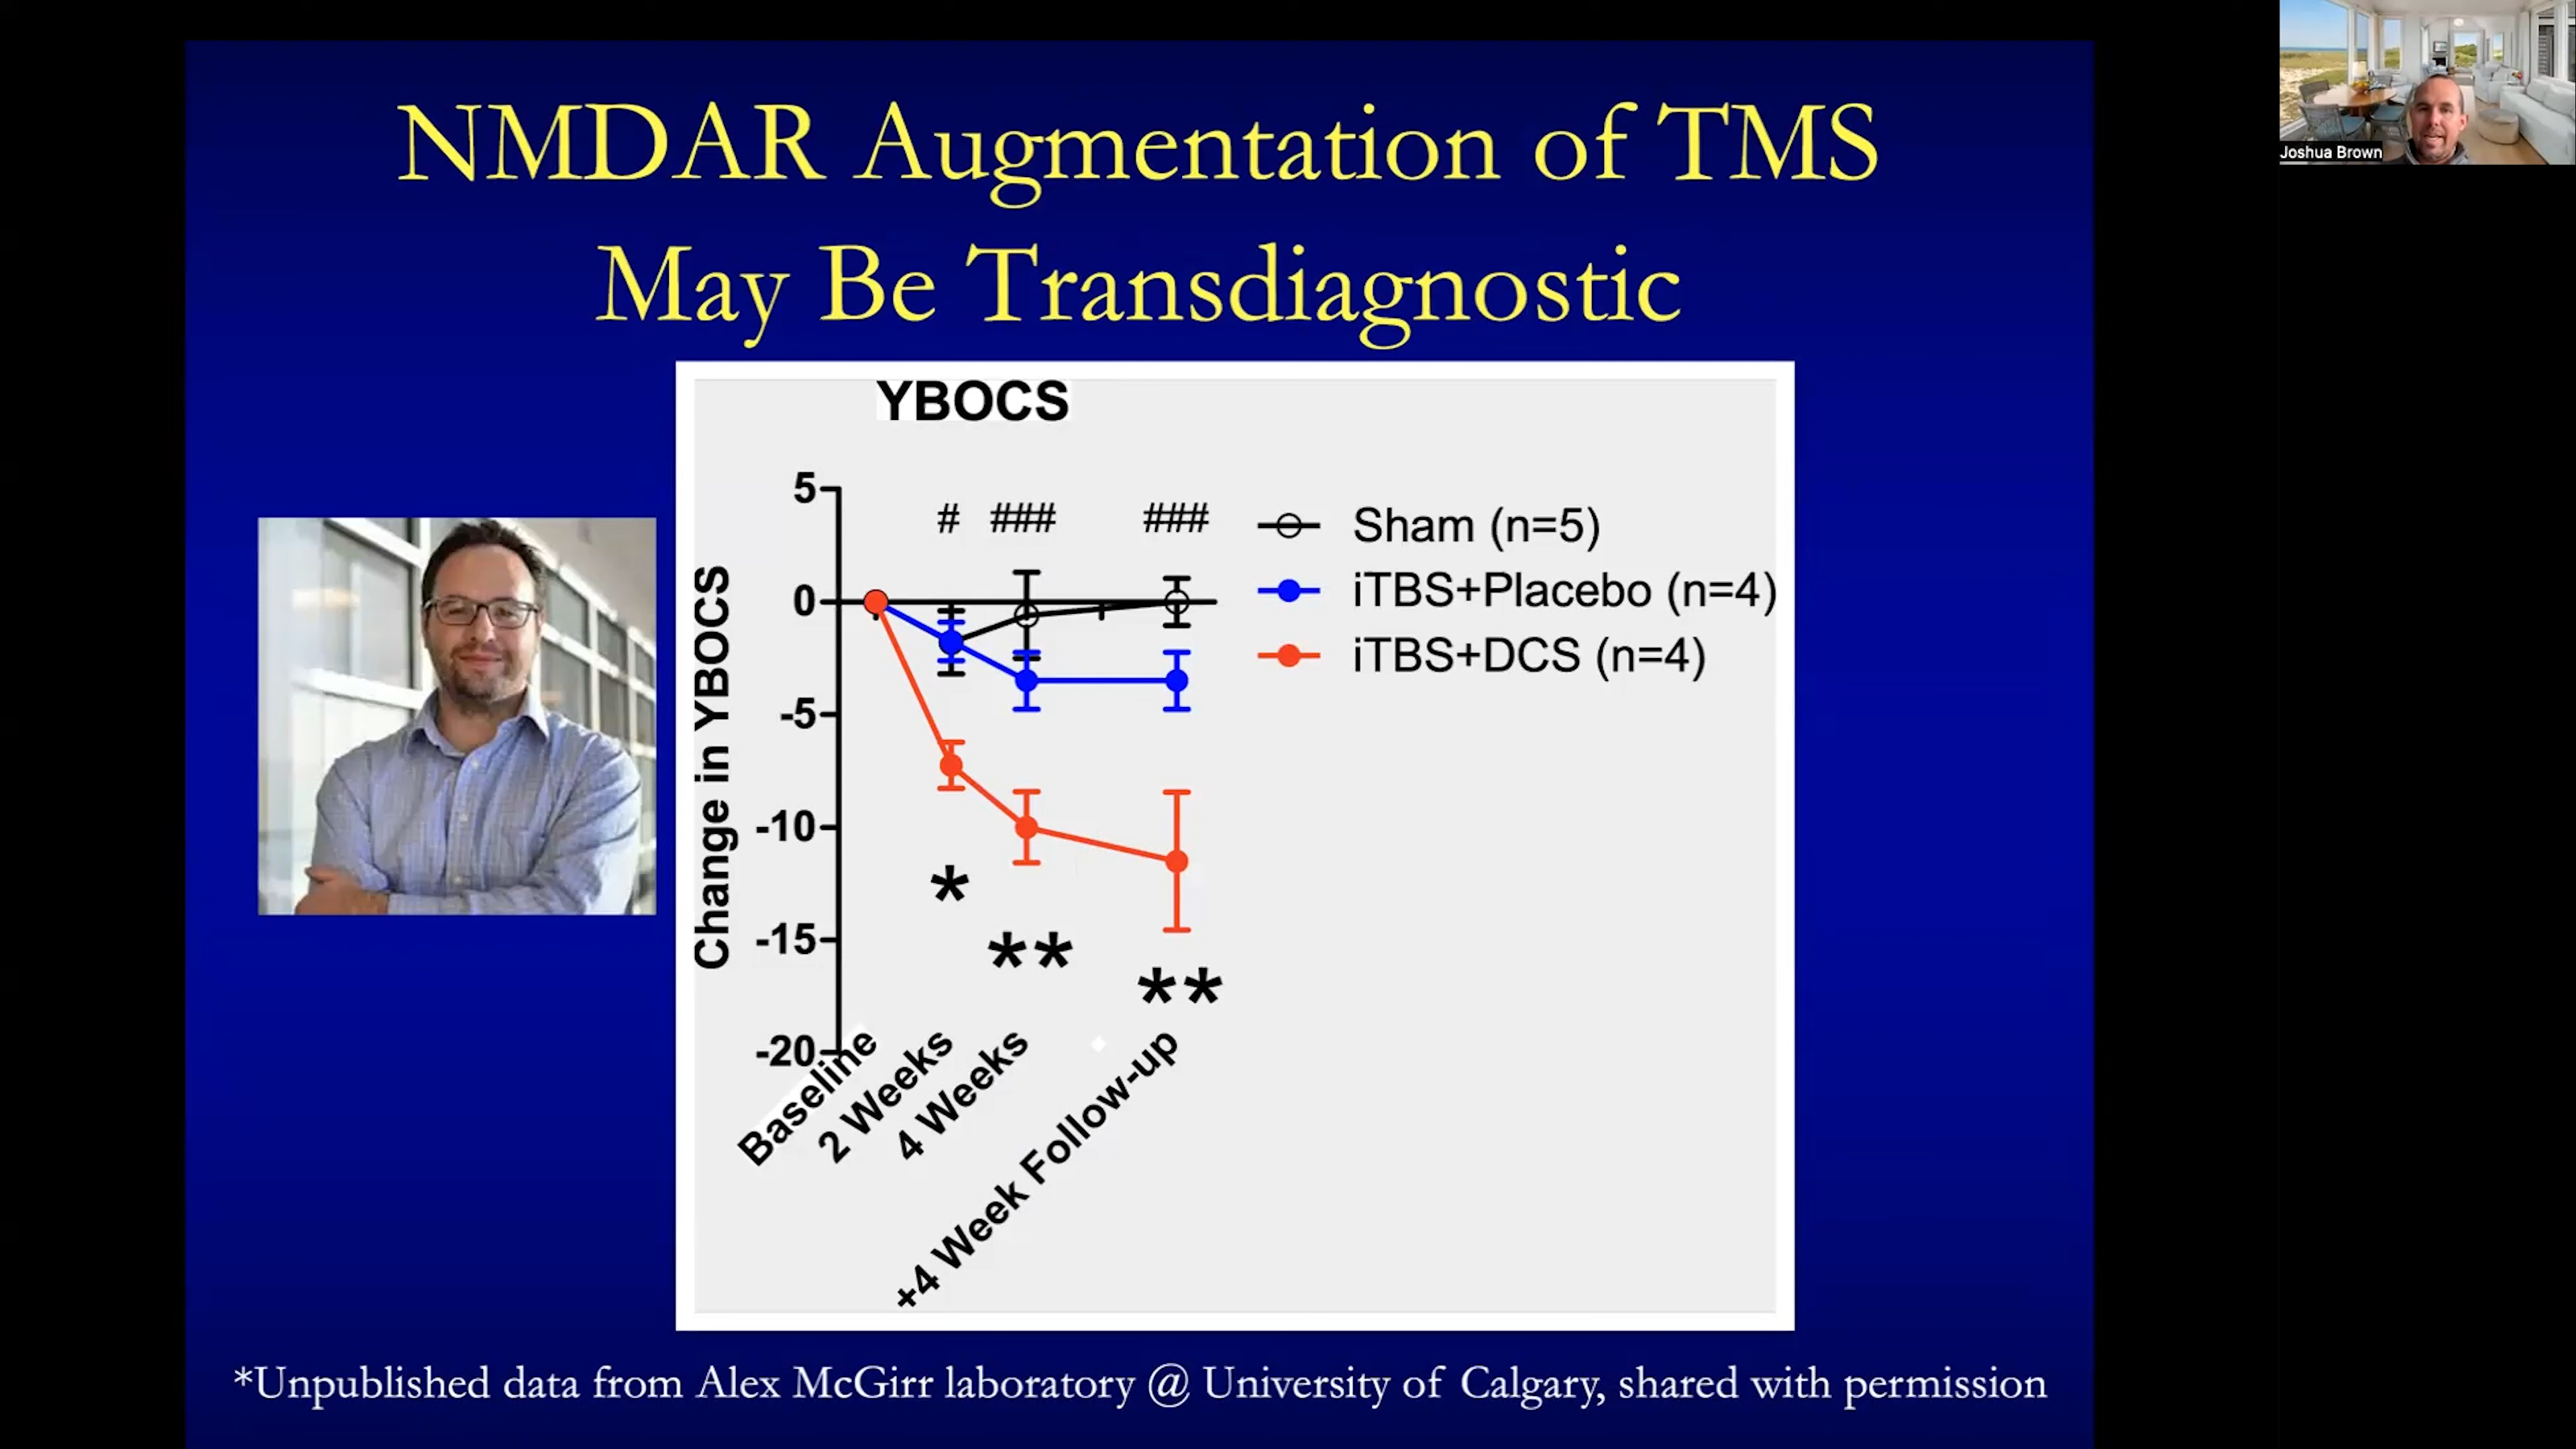 NMDAR Augmentation of TMS
May Be Transdiagnostic
Joshua Brown
YBOCS
Change in YBOCS
5
0
-5
-10
-15
-20
# ### ###
*
**
**
Baseline
2 Weeks
4 Weeks
+4 Week Follow-up
Sham (n=5)
iTBS+Placebo (n=4)
iTBS+DCS (n=4)
*Unpublished data from Alex McGirr laboratory @ University of Calgary, shared with permission